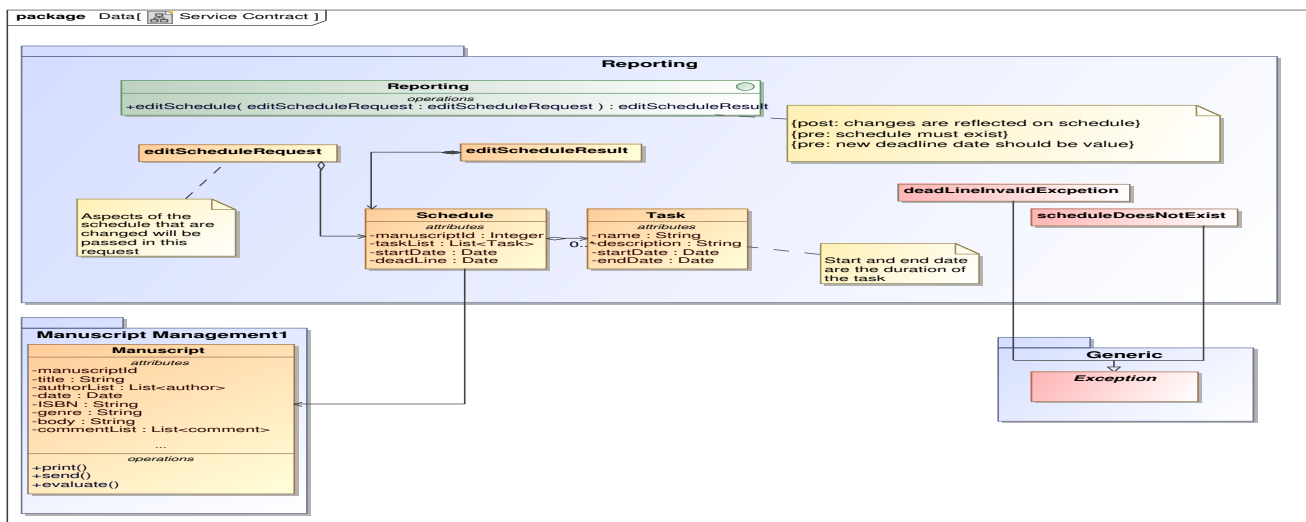 package Data[ Service Contract ]
Reporting
Reporting
operations
+editSchedule( editScheduleRequest : editScheduleRequest ) : editScheduleResult
{post: changes are reflected on schedule}
{pre: schedule must exist}
{pre: new deadline date should be value}
editScheduleRequest
editScheduleResult
Aspects of the
schedule that are
changed will be
passed in this
request
Schedule
attributes
-manuscriptId : Integer
-taskList : List<Task>
-startDate : Date
-deadLine : Date
0..*
Task
attributes
-name : String
-description : String
-startDate : Date
-endDate : Date
Start and end date
are the duration of
the task
deadLineInvalidExcpetion
scheduleDoesNotExist
Manuscript Management1
Manuscript
attributes
-manuscriptId
-title : String
-authorList : List<author>
-date : Date
-ISBN : String
-genre : String
-body : String
-commentList : List<comment>
...
operations
+print()
+send()
+evaluate()
Generic
Exception